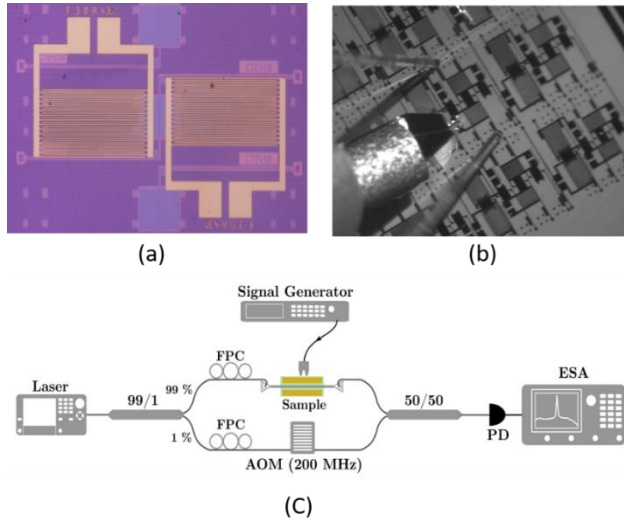 (a)
(b)
Signal Generator
FPC
Laser
99/1
99 %
Sample
50/50
ESA
1 %
FPC
PD
AOM (200 MHz)
(C)